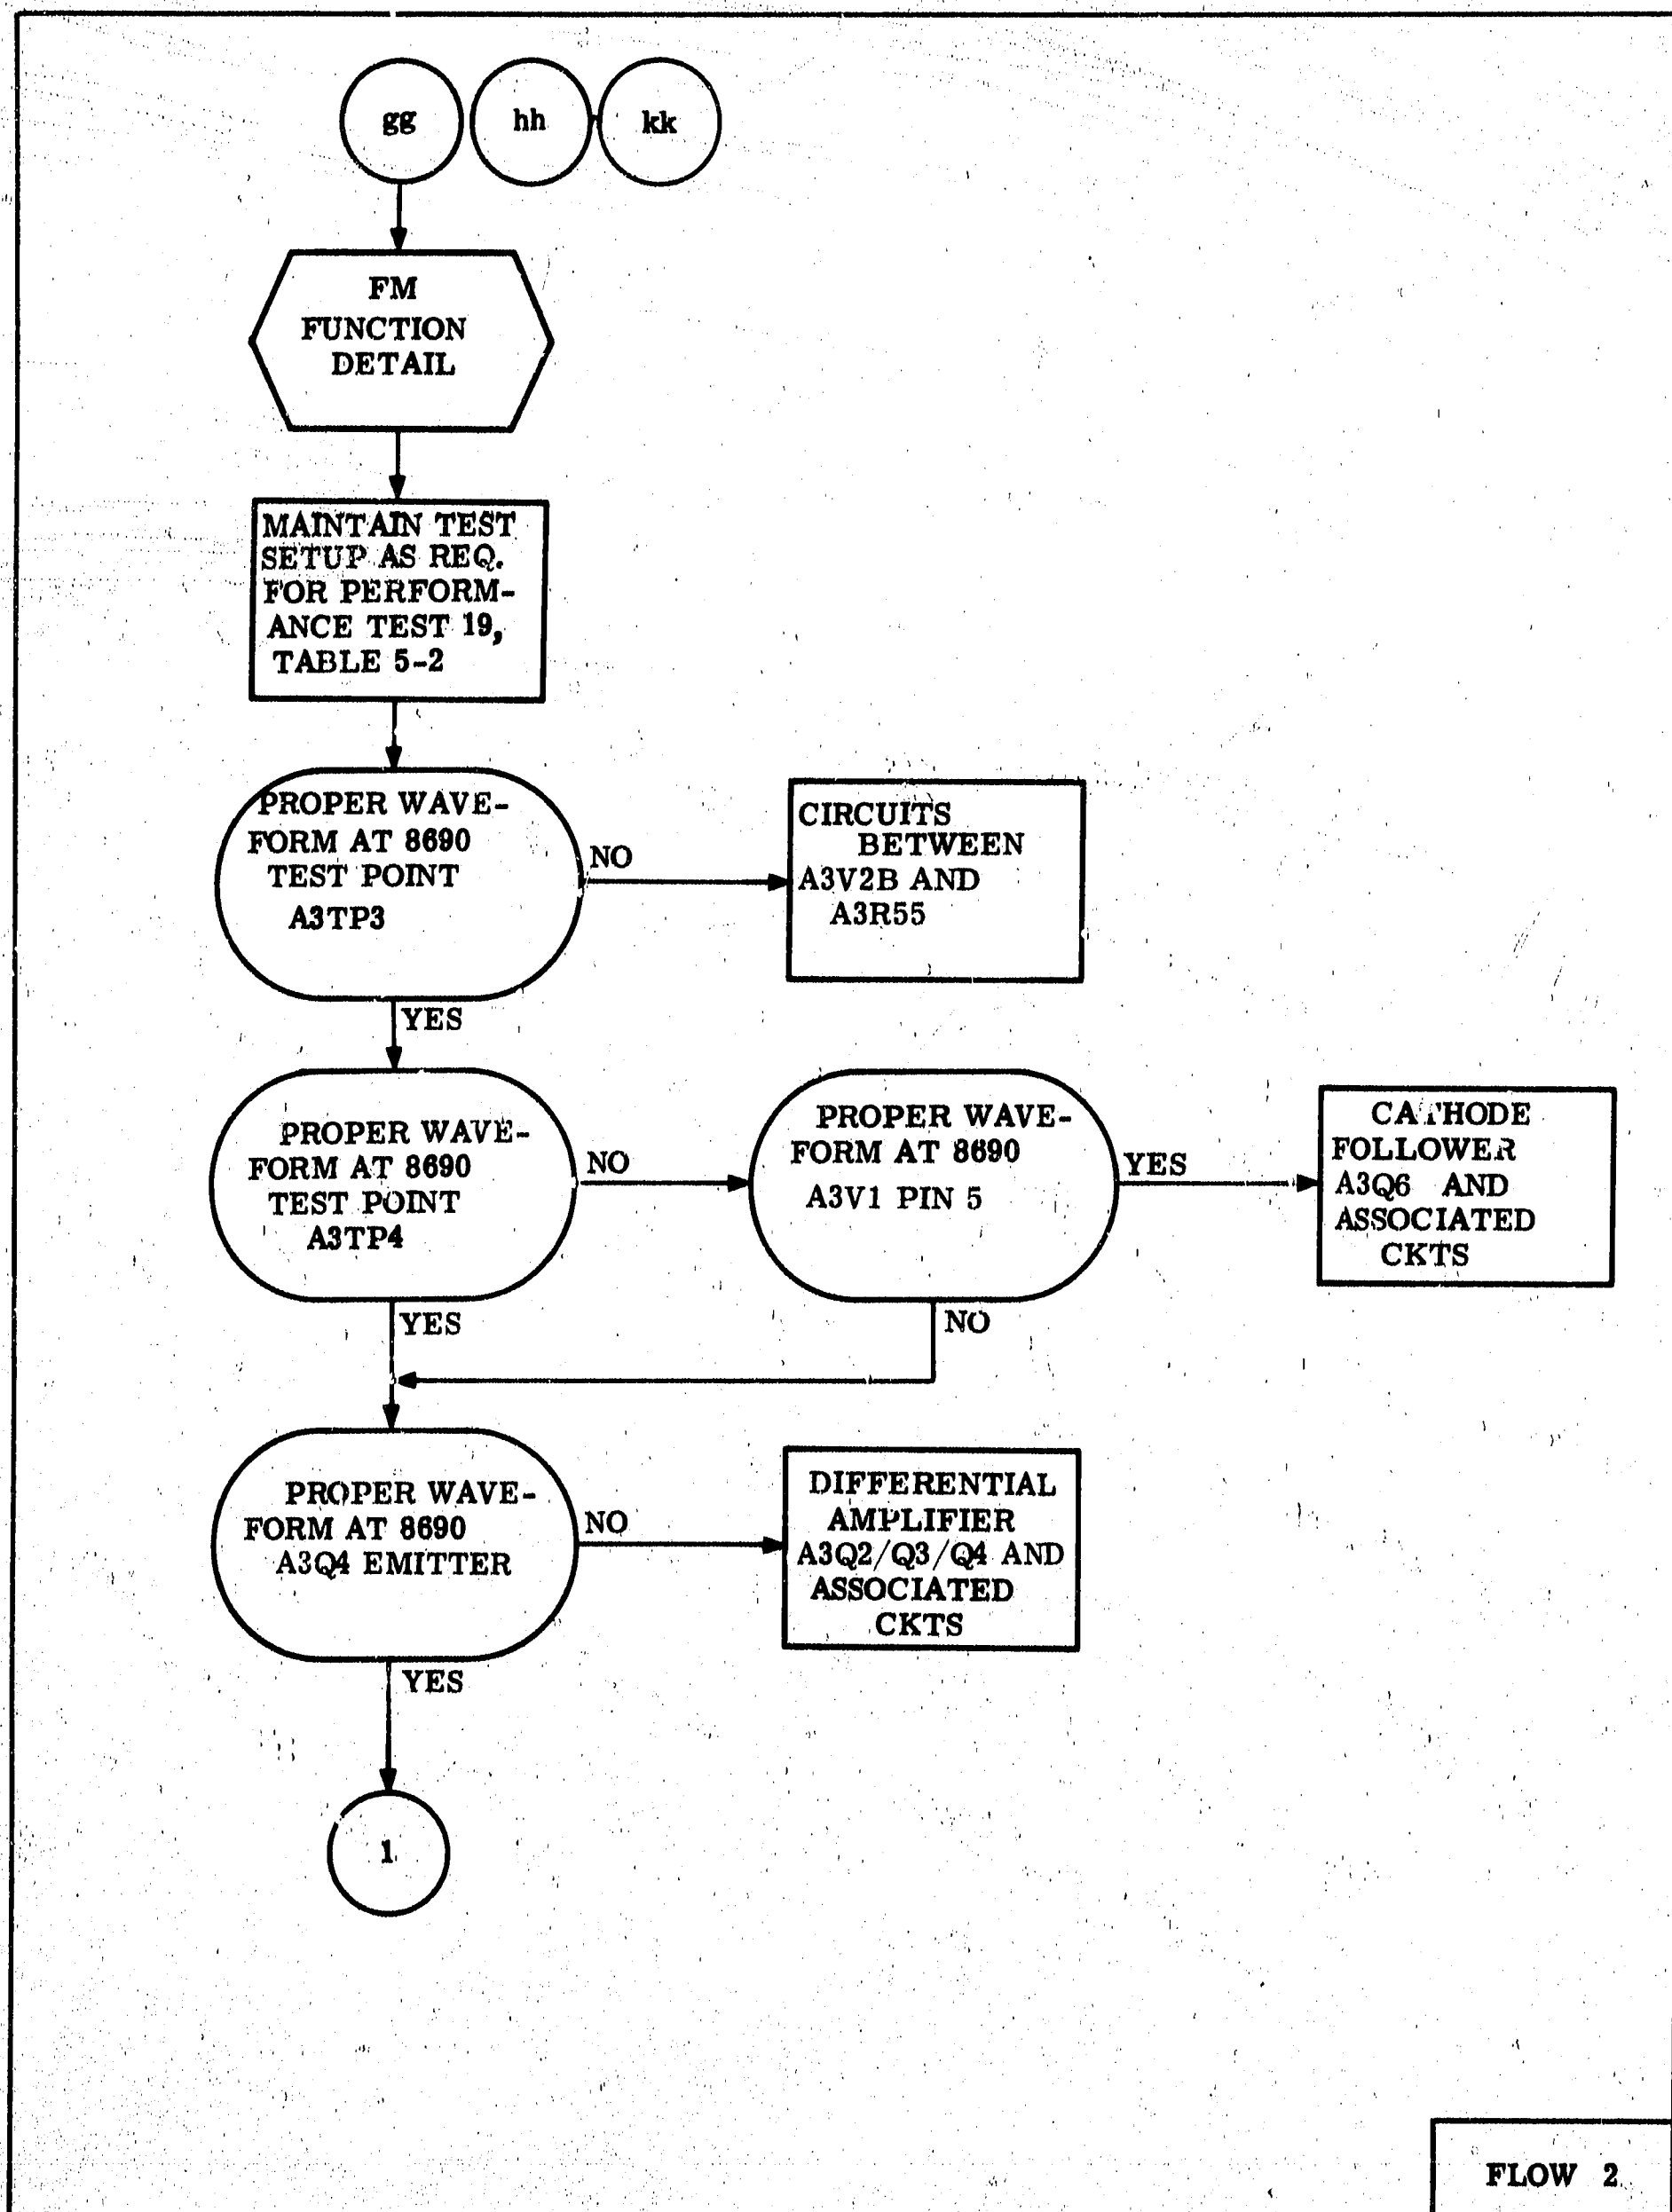 gg hh kk
FM
FUNCTION
DETAIL
MAINTAIN TEST
SETUP AS REQ.
FOR PERFORM-
ANCE TEST 19,
TABLE 5-2
PROPER WAVE-
FORM AT 8690
TEST POINT
A3TP3
NO
CIRCUITS
BETWEEN
A3V2B AND
A3R55
YES
PROPER WAVE-
FORM AT 8690
TEST POINT
A3TP4
NO
PROPER WAVE-
FORM AT 8690
A3V1 PIN 5
YES
CATHODE
FOLLOWER
A3Q6 AND
ASSOCIATED
CKTS
YES
NO
PROPER WAVE-
FORM AT 8690
A3Q4 EMITTER
NO
DIFFERENTIAL
AMPLIFIER
A3Q2/Q3/Q4 AND
ASSOCIATED
CKTS
YES
1
FLOW 2